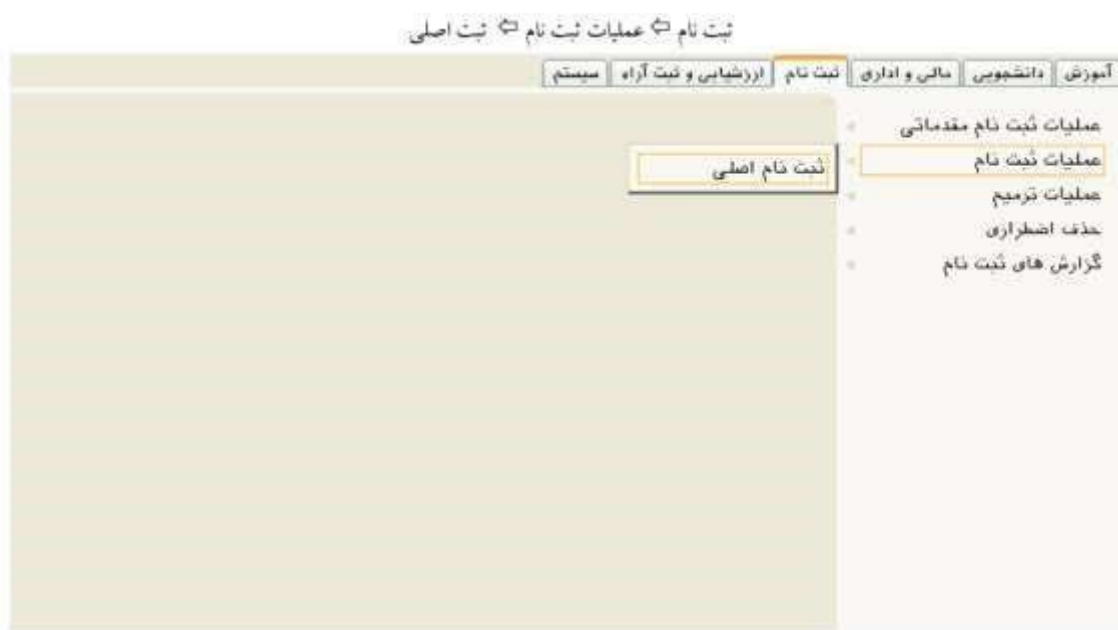 ثبت نام ⇦ عملیات ثبت نام ⇦ ثبت اصلی
آموزش دانشجویی مالی و اداری ثبت نام ارزشیابی و ثبت آراء سیستم
عملیات ثبت نام مقدماتی
عملیات ثبت نام
ثبت نام اصلی
عملیات ترمیم
حذف اضطراری
گزارش های ثبت نام